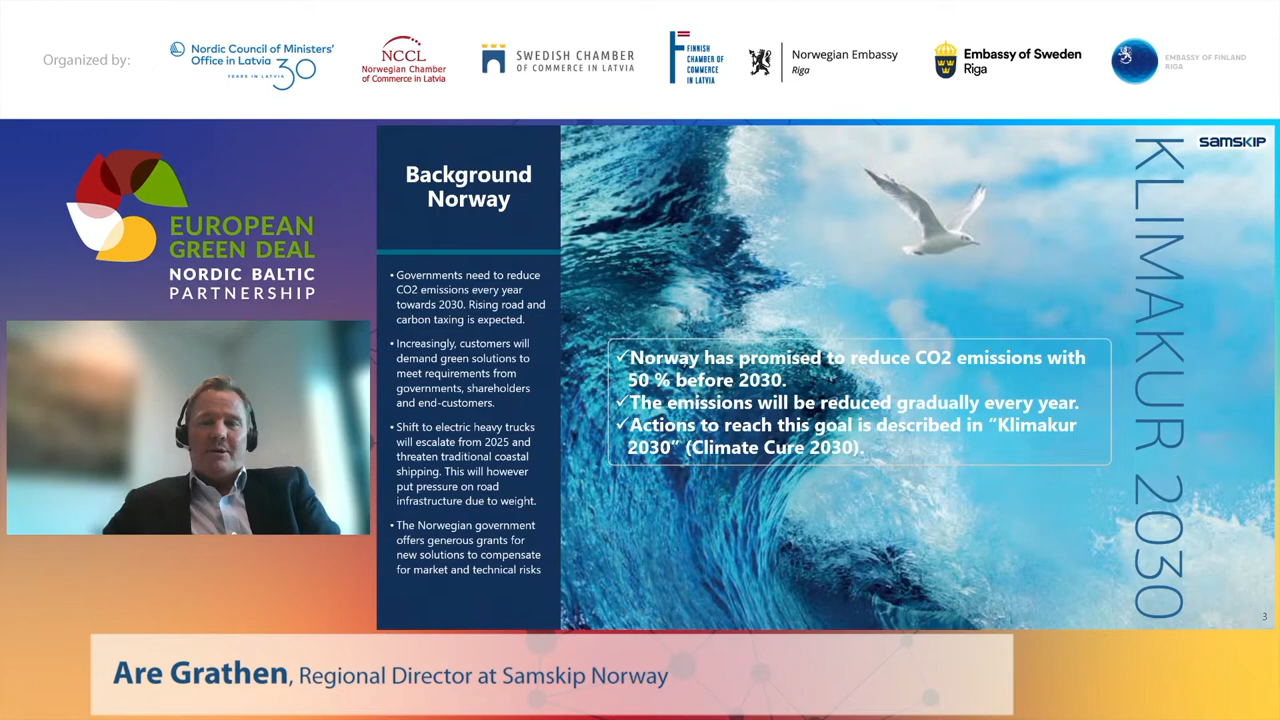 Organized by:
Nordic Council of Ministers'
Office in Latvia
YEARS IN LATVIA
30
NCCL
Norwegian Chamber
of Commerce in Latvia
SWEDISH CHAMBER
OF COMMERCE IN LATVIA
FINNISH
CHAMBER OF
COMMERCE
IN LATVIA
Norwegian Embassy
Riga
Embassy of Sweden
Riga
EMBASSY OF FINLAND
RIGA
EUROPEAN
GREEN DEAL
NORDIC BALTIC
PARTNERSHIP
Background
Norway
• Governments need to reduce
CO2 emissions every year
towards 2030. Rising road and
carbon taxing is expected.
• Increasingly, customers will
demand green solutions to
meet requirements from
governments, shareholders
and end-customers.
• Shift to electric heavy trucks
will escalate from 2025 and
threaten traditional coastal
shipping. This will however
put pressure on road
infrastructure due to weight.
• The Norwegian government
offers generous grants for
new solutions to compensate
for market and technical risks
✓Norway has promised to reduce CO2 emissions with
50 % before 2030.
✓The emissions will be reduced gradually every year.
✓Actions to reach this goal is described in “Klimakur
2030” (Climate Cure 2030).
KLIMAKUR 2030
SAMSKIP
3
Are Grathen, Regional Director at Samskip Norway